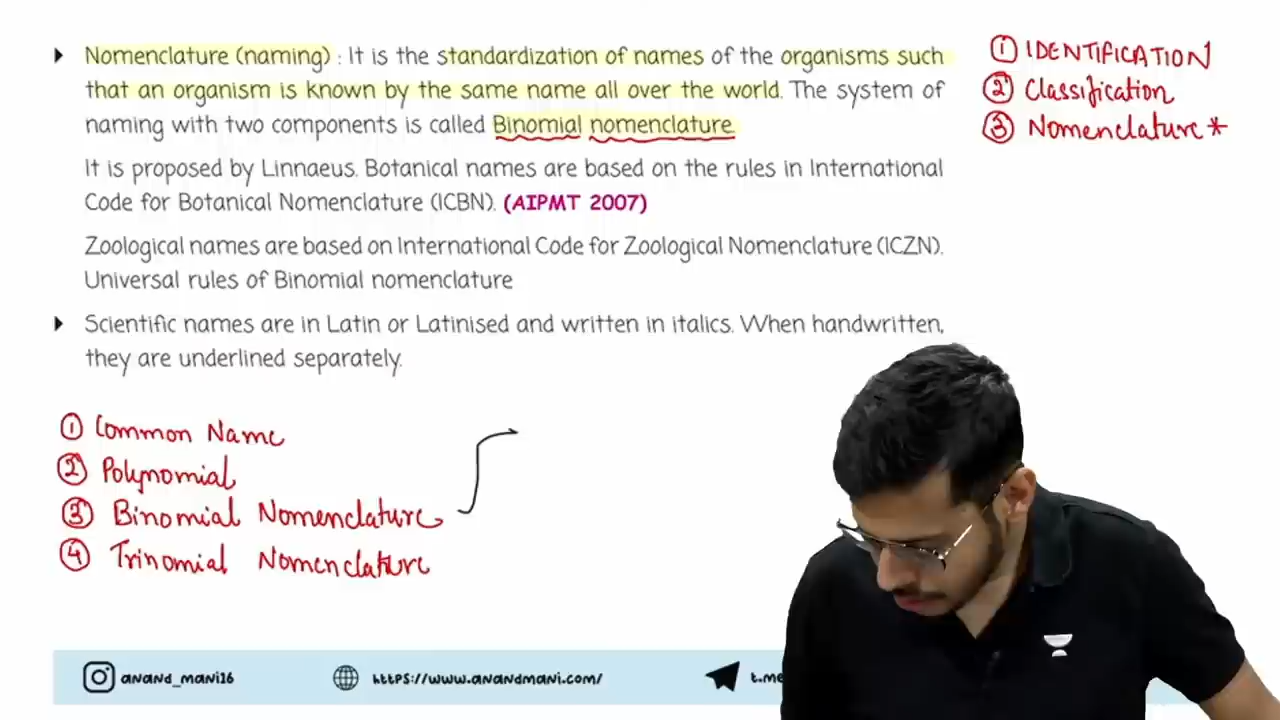 Nomenclature (naming) : It is the standardization of names of the organisms such
that an organism is known by the same name all over the world. The system of
naming with two components is called Binomial nomenclature.
It is proposed by Linnaeus. Botanical names are based on the rules in International
Code for Botanical Nomenclature (ICBN). (AIPMT 2007)
Zoological names are based on International Code for Zoological Nomenclature (ICZN).
Universal rules of Binomial nomenclature
Scientific names are in Latin or Latinised and written in italics. When handwritten,
they are underlined separately.
① IDENTIFICATION
② Classification
③ Nomenclature *
① Common Name
② Polynomial
③ Binomial Nomenclature
④ Trinomial Nomenclature
anand_mani16
https://www.anandmani.com/
t.me